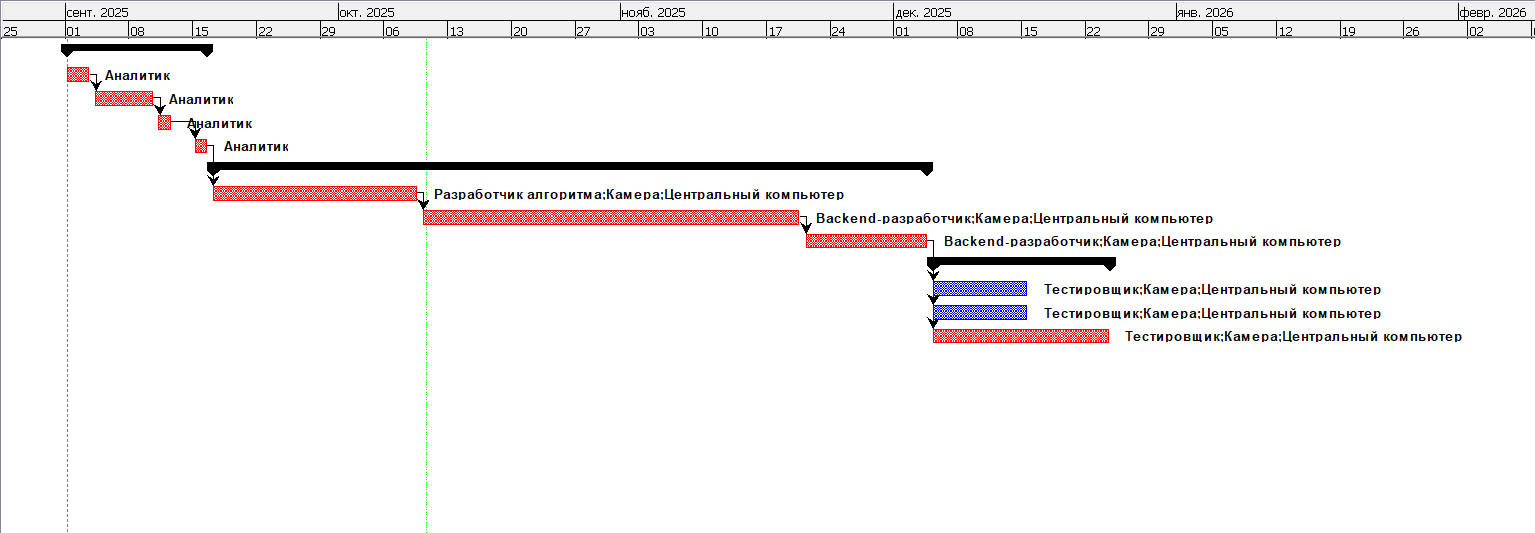 сент. 2025 окт. 2025 нояб. 2025 дек. 2025 янв. 2026 февр. 2026
25 01 08 15 22 29 06 13 20 27 03 10 17 24 01 08 15 22 29 05 12 19 26 02
Аналитик
Аналитик
Аналитик
Аналитик
Разработчик алгоритма;Камера;Центральный компьютер
Backend-разработчик;Камера;Центральный компьютер
Backend-разработчик;Камера;Центральный компьютер
Тестировщик;Камера;Центральный компьютер
Тестировщик;Камера;Центральный компьютер
Тестировщик;Камера;Центральный компьютер